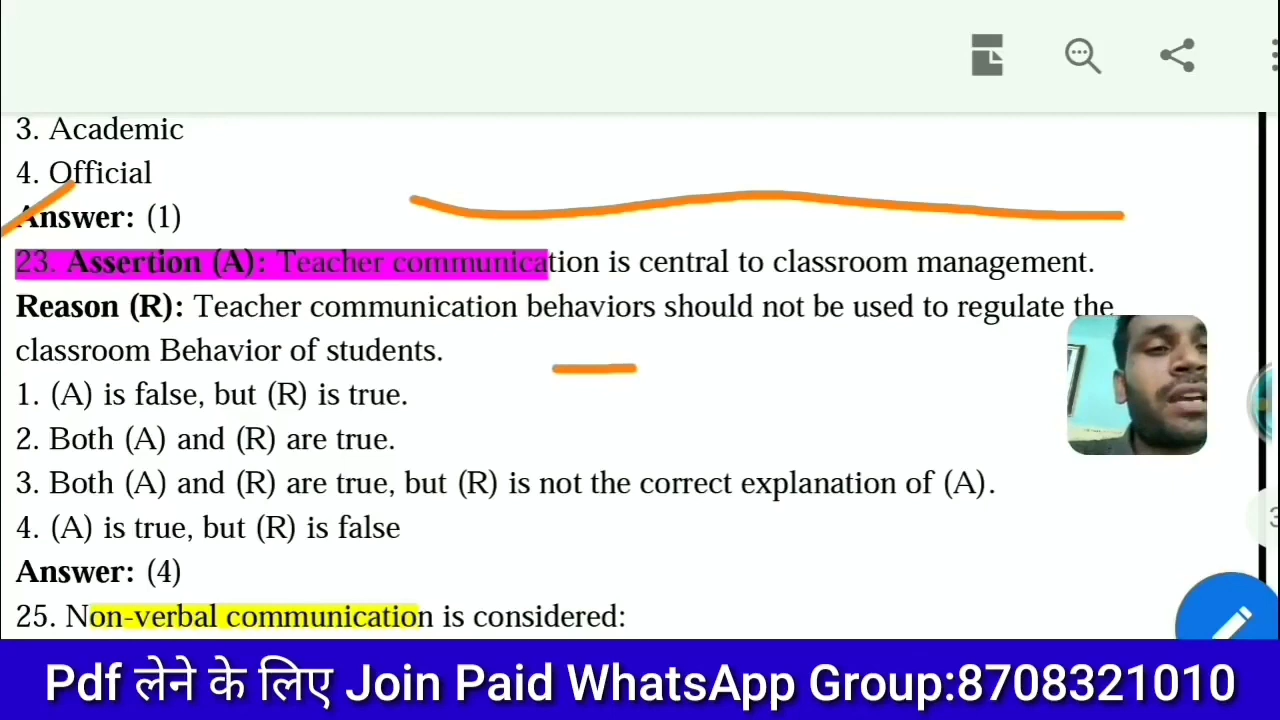 3. Academic
4. Official
Answer: (1)
23. Assertion (A): Teacher communication is central to classroom management.
Reason (R): Teacher communication behaviors should not be used to regulate the
classroom Behavior of students.
1. (A) is false, but (R) is true.
2. Both (A) and (R) are true.
3. Both (A) and (R) are true, but (R) is not the correct explanation of (A).
4. (A) is true, but (R) is false
Answer: (4)
25. Non-verbal communication is considered:
Pdf लेने के लिए Join Paid WhatsApp Group:8708321010